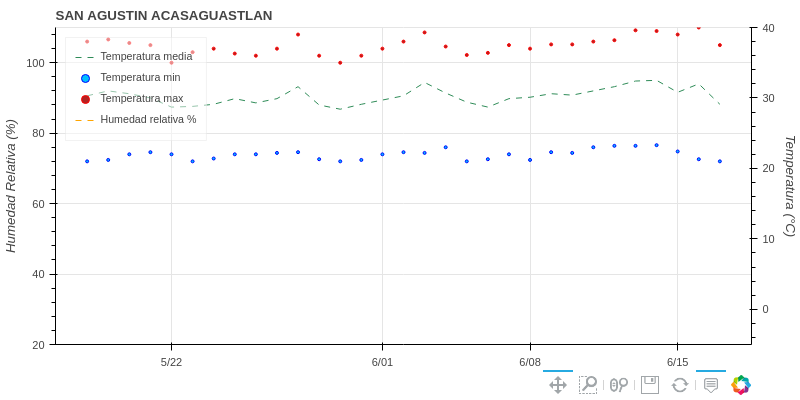 SAN AGUSTIN ACASAGUASTLAN
Temperatura media
Temperatura min
Temperatura max
Humedad relativa %
Humedad Relativa (%)
100
80
60
40
20
Temperatura (°C)
40
30
20
10
0
5/22
6/01
6/08
6/15